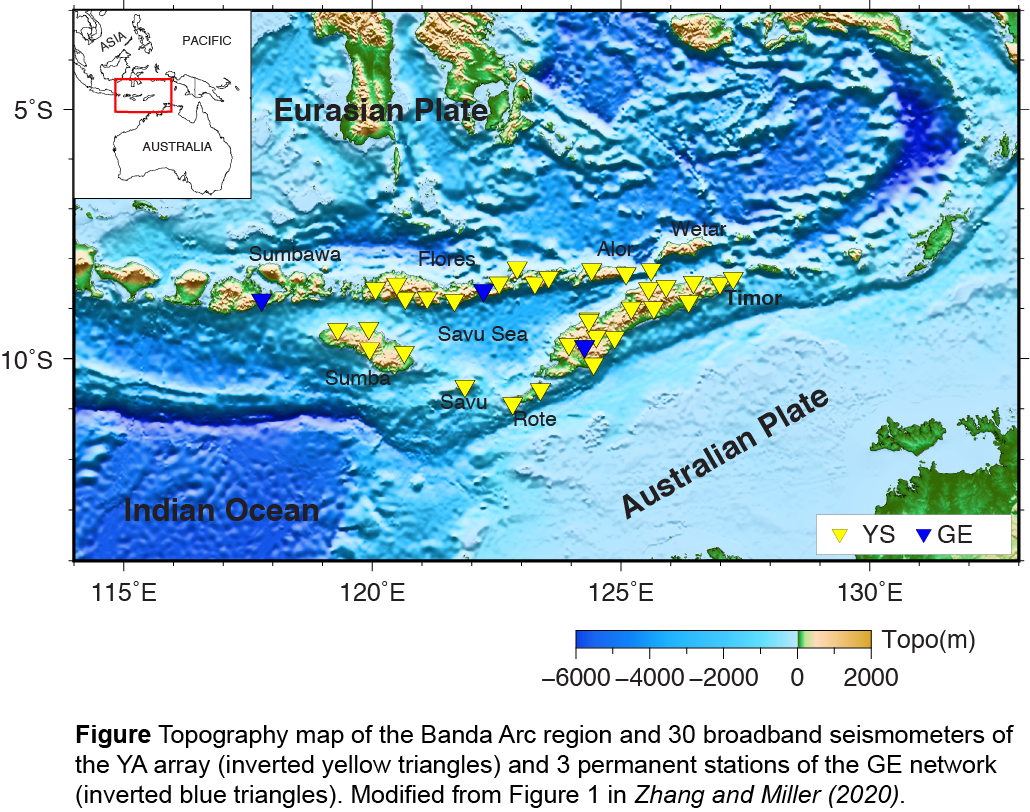 ASIA
PACIFIC
AUSTRALIA
5˚S
10˚S
Eurasian Plate
Sumbawa
Flores
Alor
Wetar
Timor
Savu Sea
Sumba
Savu
Rote
Australian Plate
Indian Ocean
YS GE
115˚E 120˚E 125˚E 130˚E
Topo(m)
−6000 −4000 −2000 0 2000
Figure Topography map of the Banda Arc region and 30 broadband seismometers of
the YA array (inverted yellow triangles) and 3 permanent stations of the GE network
(inverted blue triangles). Modified from Figure 1 in Zhang and Miller (2020).